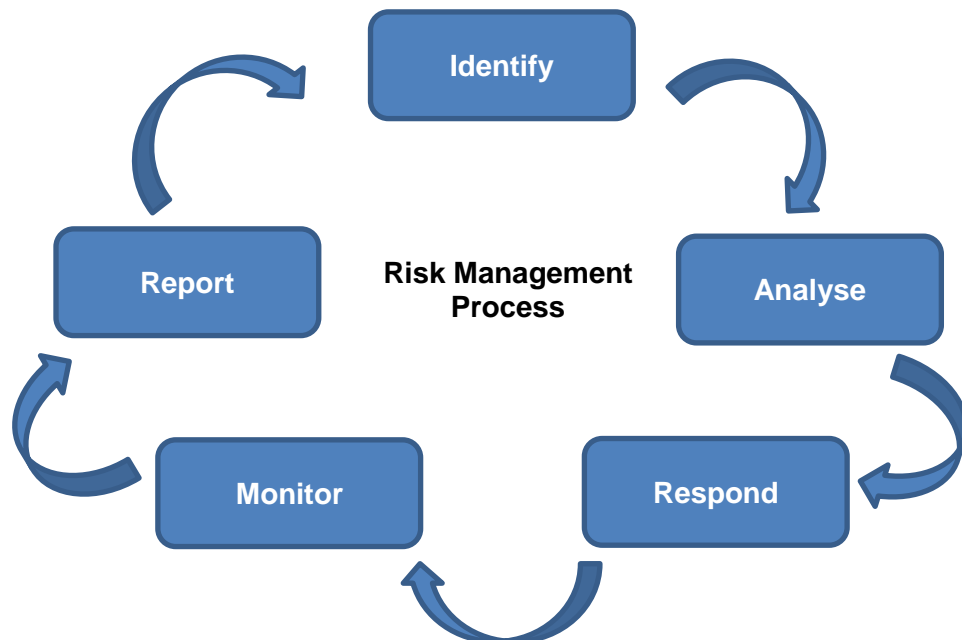 Identify
Report
Risk Management
Process
Analyse
Monitor
Respond